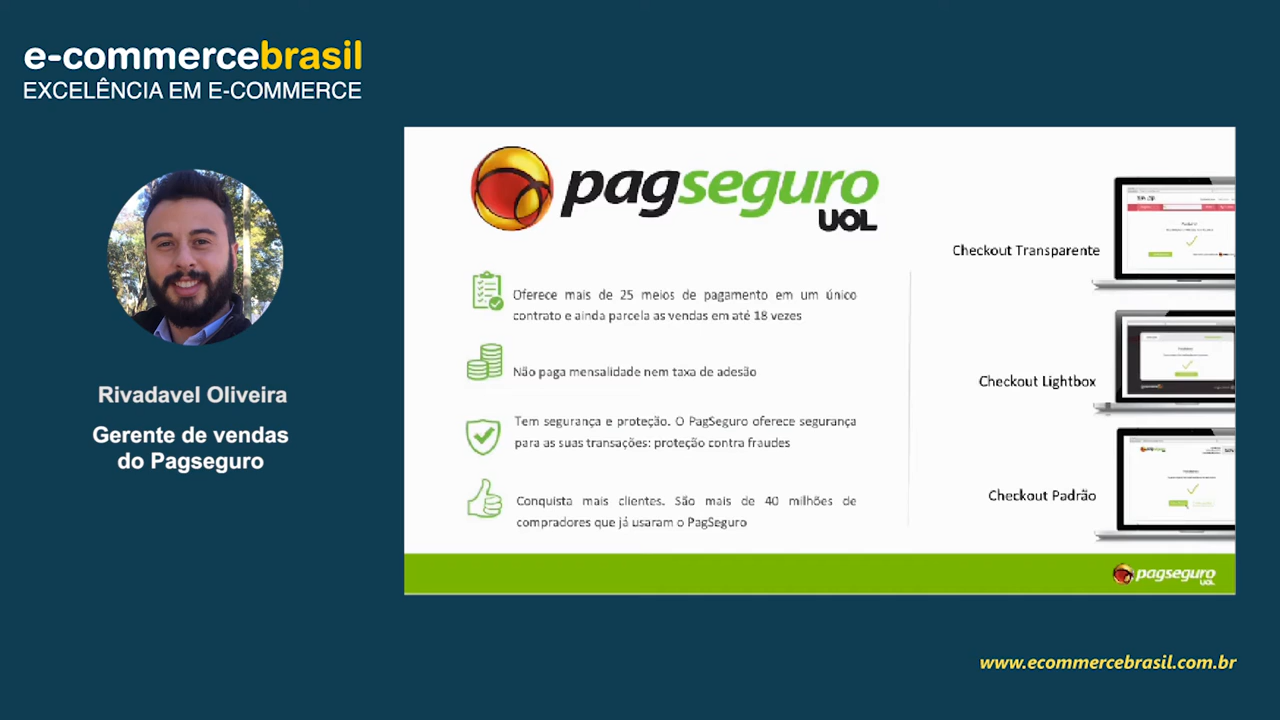 e-commercebrasil
EXCELÊNCIA EM E-COMMERCE
Rivadavel Oliveira
Gerente de vendas
do Pagseguro
pagseguro
UOL
Oferece mais de 25 meios de pagamento em um único
contrato e ainda parcela as vendas em até 18 vezes
Não paga mensalidade nem taxa de adesão
Tem segurança e proteção. O PagSeguro oferece segurança
para as suas transações: proteção contra fraudes
Conquista mais clientes. São mais de 40 milhões de
compradores que já usaram o PagSeguro
Checkout Transparente
Checkout Lightbox
Checkout Padrão
pagseguro
UOL
www.ecommercebrasil.com.br